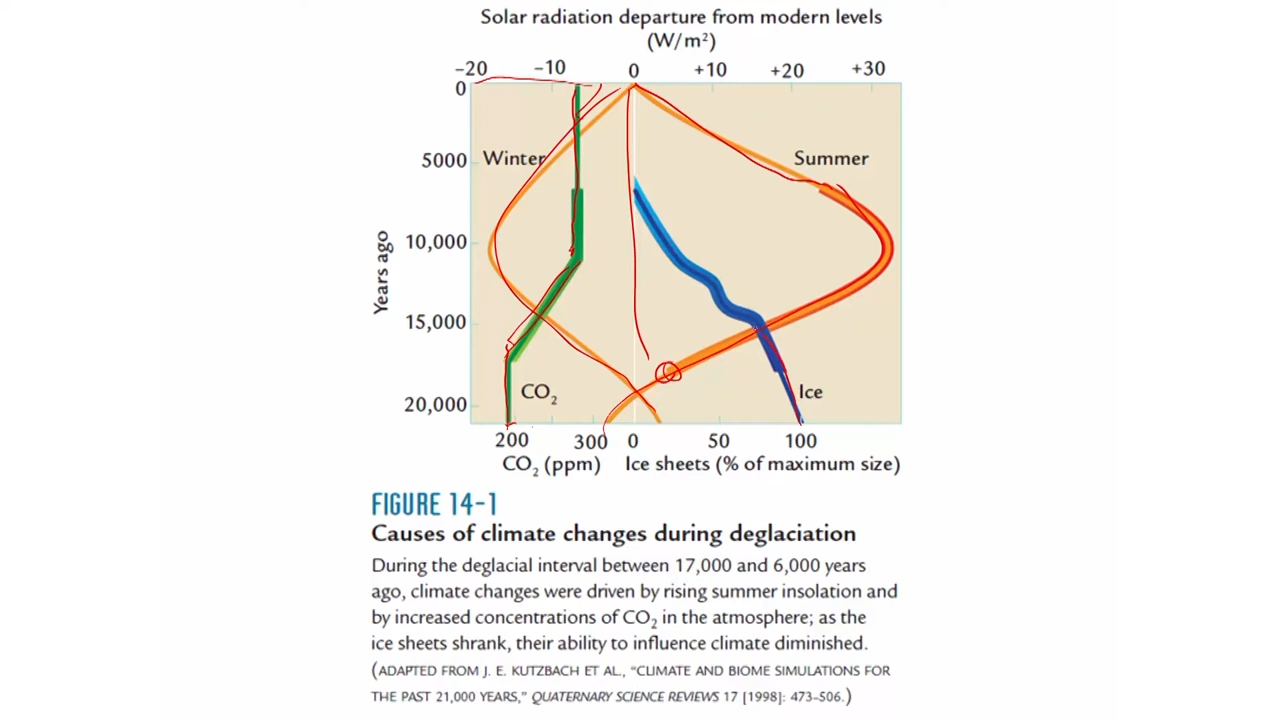 Solar radiation departure from modern levels
(W/m²)
–20 –10 0 +10 +20 +30
0
Winter
Summer
5000
10,000
15,000
20,000
Years ago
CO₂
Ice
200 300 0 50 100
CO₂ (ppm) Ice sheets (% of maximum size)
FIGURE 14–1
Causes of climate changes during deglaciation
During the deglacial interval between 17,000 and 6,000 years
ago, climate changes were driven by rising summer insolation and
by increased concentrations of CO₂ in the atmosphere; as the
ice sheets shrank, their ability to influence climate diminished.
(ADAPTED FROM J. E. KUTZBACH ET AL., “CLIMATE AND BIOME SIMULATIONS FOR
THE PAST 21,000 YEARS,” QUATERNARY SCIENCE REVIEWS 17 [1998]: 473–506.)